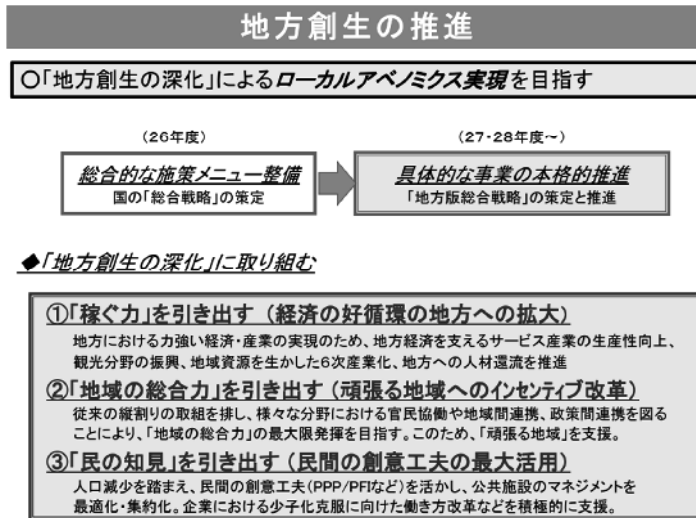 地方創生の推進
○「地方創生の深化」によるローカルアベノミクス実現を目指す
（26年度）
（27・28年度～）
総合的な施策メニュー整備
国の「総合戦略」の策定
具体的な事業の本格的推進
「地方版総合戦略」の策定と推進
◆「地方創生の深化」に取り組む
①「稼ぐ力」を引き出す（経済の好循環の地方への拡大）
地方における力強い経済・産業の実現のため、地方経済を支えるサービス産業の生産性向上、
観光分野の振興、地域資源を生かした6次産業化、地方への人材還流を推進
②「地域の総合力」を引き出す（頑張る地域へのインセンティブ改革）
従来の縦割りの取組を排し、様々な分野における官民協働や地域間連携、政策間連携を図る
ことにより、「地域の総合力」の最大限発揮を目指す。このため、「頑張る地域」を支援。
③「民の知見」を引き出す（民間の創意工夫の最大活用）
人口減少を踏まえ、民間の創意工夫（PPP/PFIなど）を活かし、公共施設のマネジメントを
最適化・集約化。企業における少子化克服に向けた働き方改革などを積極的に支援。